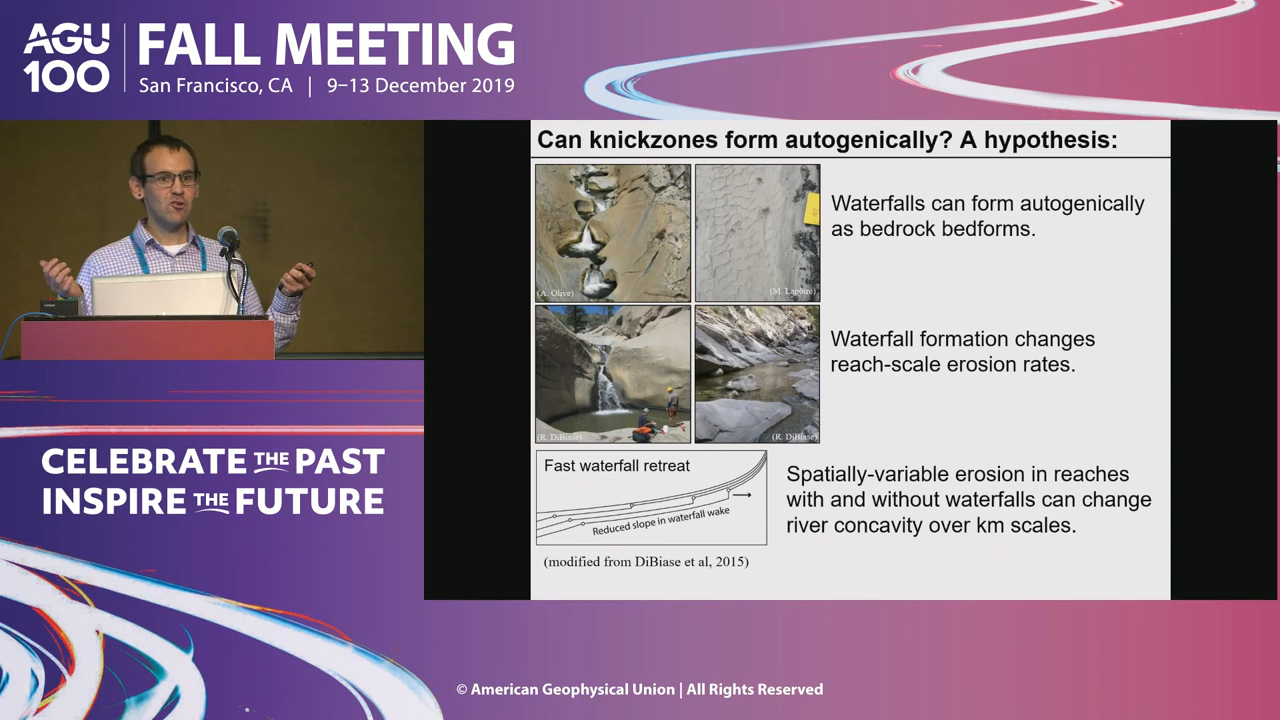 AGU
100
FALL MEETING
San Francisco, CA | 9–13 December 2019
Can knickzones form autogenically? A hypothesis:
(A. Olive)
(M. Lapôtre)
Waterfalls can form autogenically
as bedrock bedforms.
(R. DiBiase)
(R. DiBiase)
Waterfall formation changes
reach-scale erosion rates.
Fast waterfall retreat
Reduced slope in waterfall wake
(modified from DiBiase et al, 2015)
Spatially-variable erosion in reaches
with and without waterfalls can change
river concavity over km scales.
CELEBRATE THE PAST
INSPIRE THE FUTURE
© American Geophysical Union | All Rights Reserved